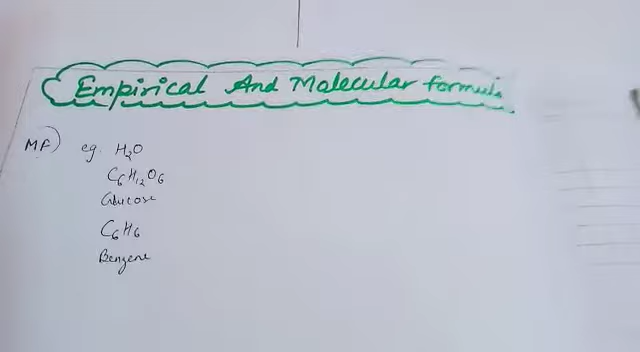 Empirical And Molecular formula
MF) eg. H₂O
C₆H₁₂O₆
Glucose
C₆H₆
Benzene